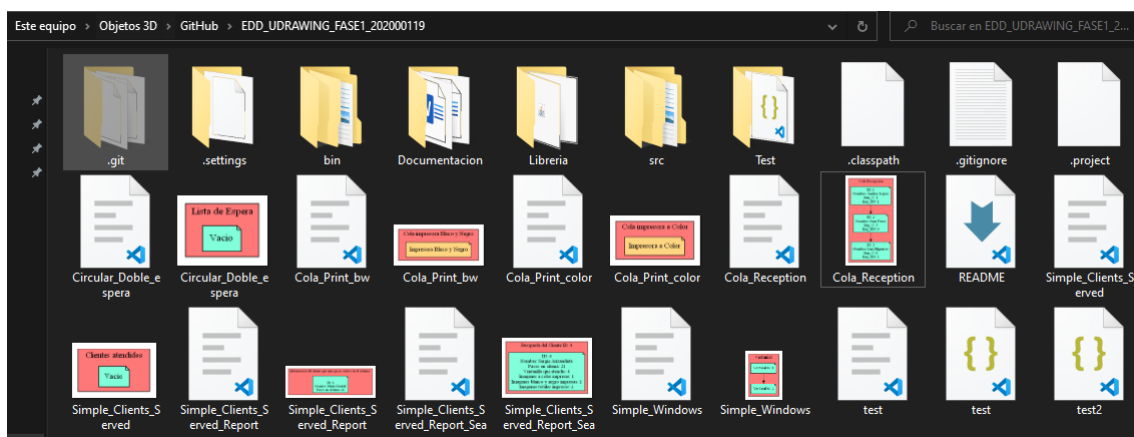 Este equipo > Objetos 3D > GitHub > EDD_UDRAWING_FASE1_202000119
Buscar en EDD_UDRAWING_FASE1_2...
.git
.settings
bin
Documentacion
Libreria
src
Test
.classpath
.gitignore
.project
Lista de Espera
Vacio
Cola impresora Blaco y Negro
Impresora Blaco y Negro
Cola impresora a Color
Impresora a Color
Circular_Doble_e
spera
Circular_Doble_e
spera
Cola_Print_bw
Cola_Print_bw
Cola_Print_color
Cola_Print_color
Cola_Reception
Cola_Reception
README
Simple_Clients_S
erved
Clientes atendidos
Vacio
Simple_Clients_S
erved
Simple_Clients_S
erved_Report
Simple_Clients_S
erved_Report
Simple_Clients_S
erved_Report_Sea
Simple_Clients_S
erved_Report_Sea
Simple_Windows
Simple_Windows
test
test
test2